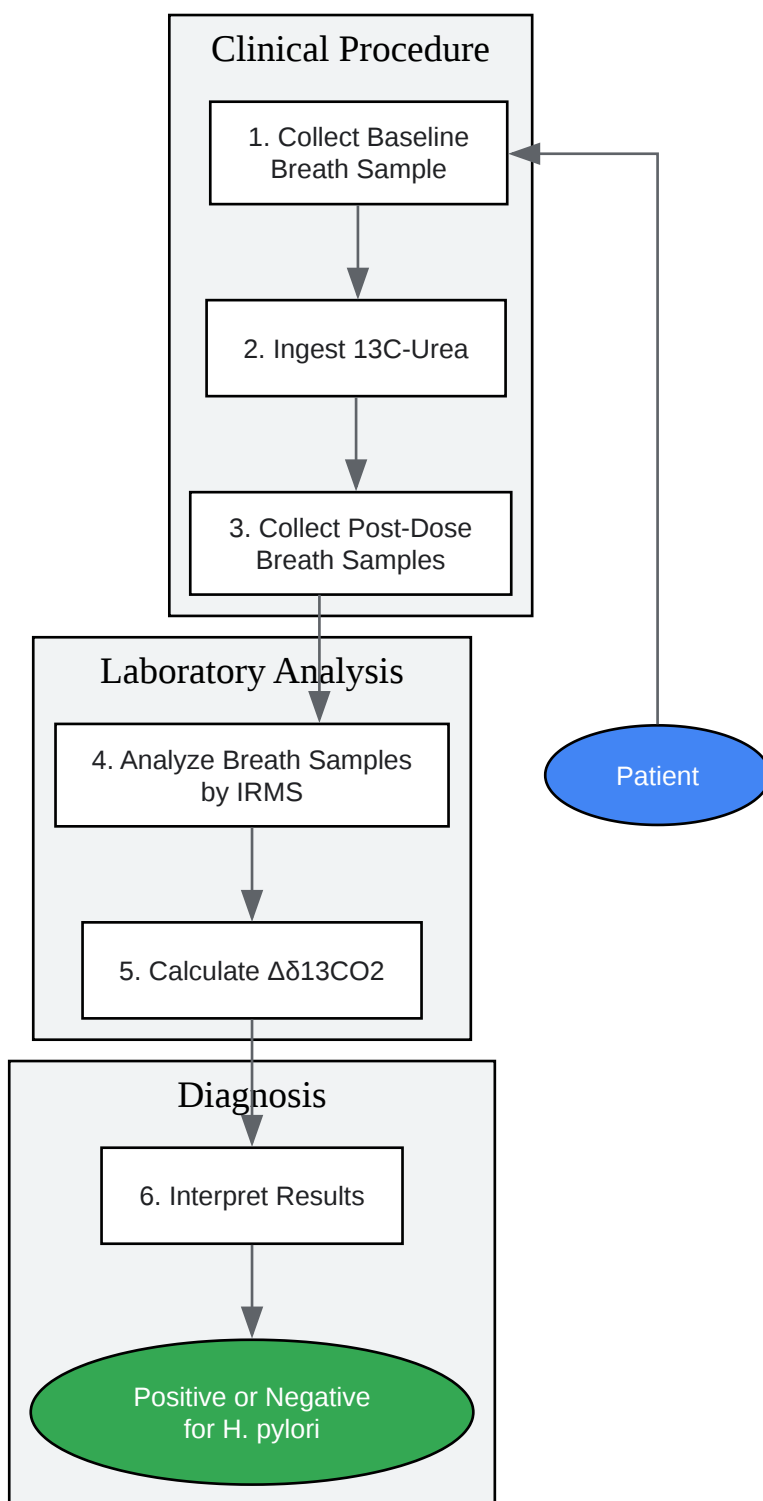 Clinical Procedure
1. Collect Baseline
Breath Sample
2. Ingest 13C-Urea
3. Collect Post-Dose
Breath Samples
Laboratory Analysis
4. Analyze Breath Samples
by IRMS
Patient
5. Calculate Δδ13CO2
Diagnosis
6. Interpret Results
Positive or Negative
for H. pylori